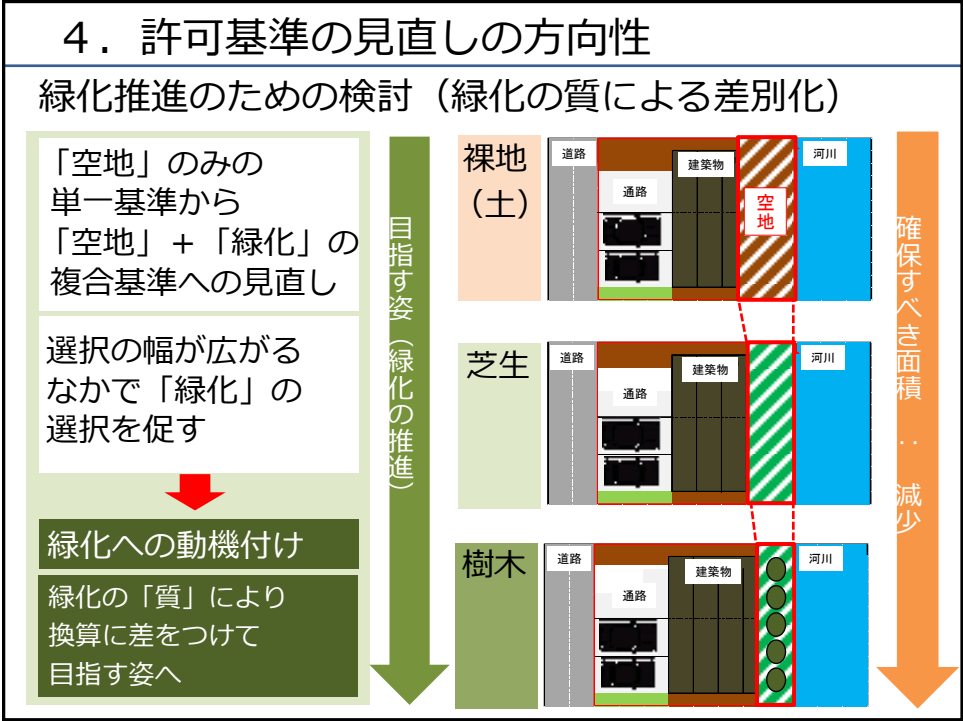 ４．許可基準の見直しの方向性
緑化推進のための検討（緑化の質による差別化）
「空地」のみの
単一基準から
「空地」＋「緑化」の
複合基準への見直し
選択の幅が広がる
なかで「緑化」の
選択を促す
緑化への動機付け
緑化の「質」により
換算に差をつけて
目指す姿へ
目指す姿（緑化の推進）
裸地
（土）
道路
通路
建築物
空地
河川
芝生
道路
通路
建築物
河川
樹木
道路
通路
建築物
河川
確保すべき面積：減少